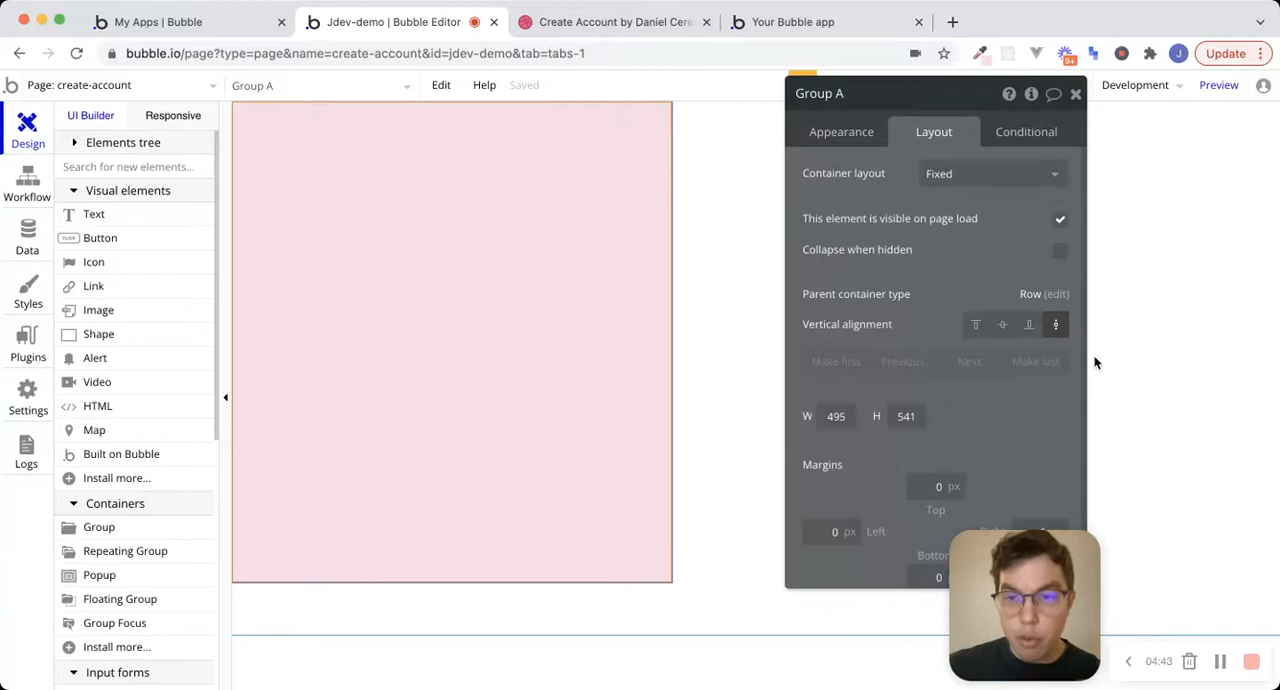 My Apps | Bubble
Jdev-demo | Bubble Editor
Create Account by Daniel Cere
Your Bubble app
bubble.io/page?type=page&name=create-account&id=jdev-demo&tab=tabs-1
9+
J
Update
Page: create-account
Group A
Edit
Help
Saved
Development
Preview
Design
Workflow
Data
Styles
Plugins
Settings
Logs
UI Builder
Responsive
Elements tree
Search for new elements...
Visual elements
Text
CLICK
Button
Icon
Link
Image
Shape
Alert
Video
HTML
Map
Built on Bubble
Install more...
Containers
Group
Repeating Group
Popup
Floating Group
Group Focus
Install more...
Input forms
Group A
Appearance
Layout
Conditional
Container layout
Fixed
This element is visible on page load
Collapse when hidden
Parent container type
Row (edit)
Vertical alignment
Make first
Previous
Next
Make last
W 495
H 541
Margins
0 px
Top
0 px Left
Bottom
0
04:43